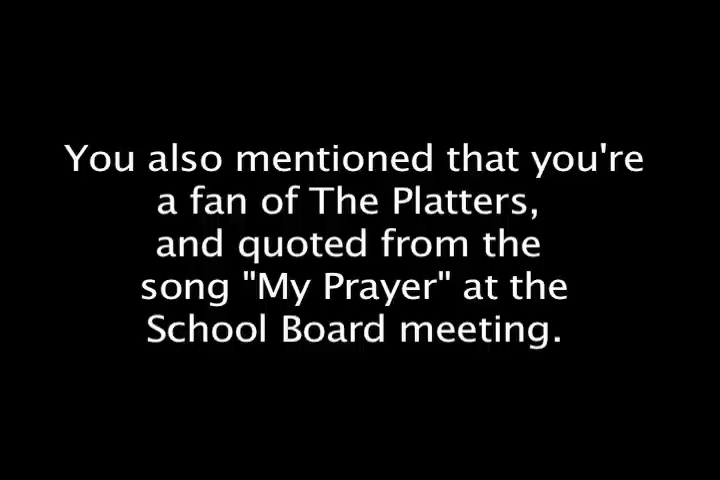 You also mentioned that you're
a fan of The Platters,
and quoted from the
song "My Prayer" at the
School Board meeting.